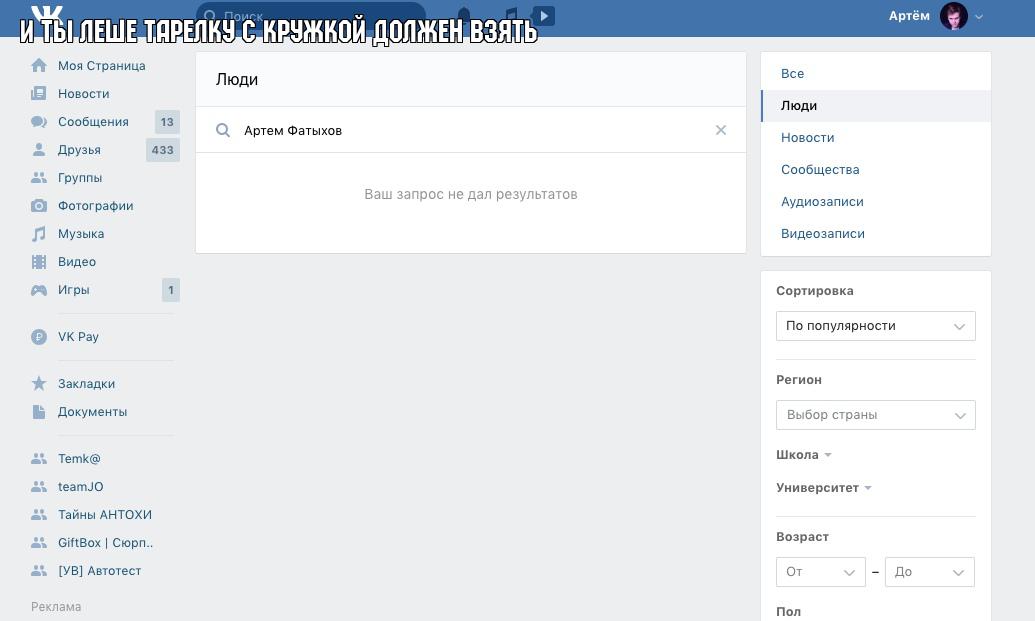 Поиск
Артём
И ТЫ ЛЕШЕ ТАРЕЛКУ С КРУЖКОЙ ДОЛЖЕН ВЗЯТЬ
Моя Страница
Новости
Сообщения 13
Друзья 433
Группы
Фотографии
Музыка
Видео
Игры 1
VK Pay
Закладки
Документы
Temk@
teamJO
Тайны АНТОХИ
GiftBox | Сюрп..
[УВ] Автотест
Реклама
Люди
Артем Фатыхов
Ваш запрос не дал результатов
Все
Люди
Новости
Сообщества
Аудиозаписи
Видеозаписи
Сортировка
По популярности
Регион
Выбор страны
Школа
Университет
Возраст
От – До
Пол